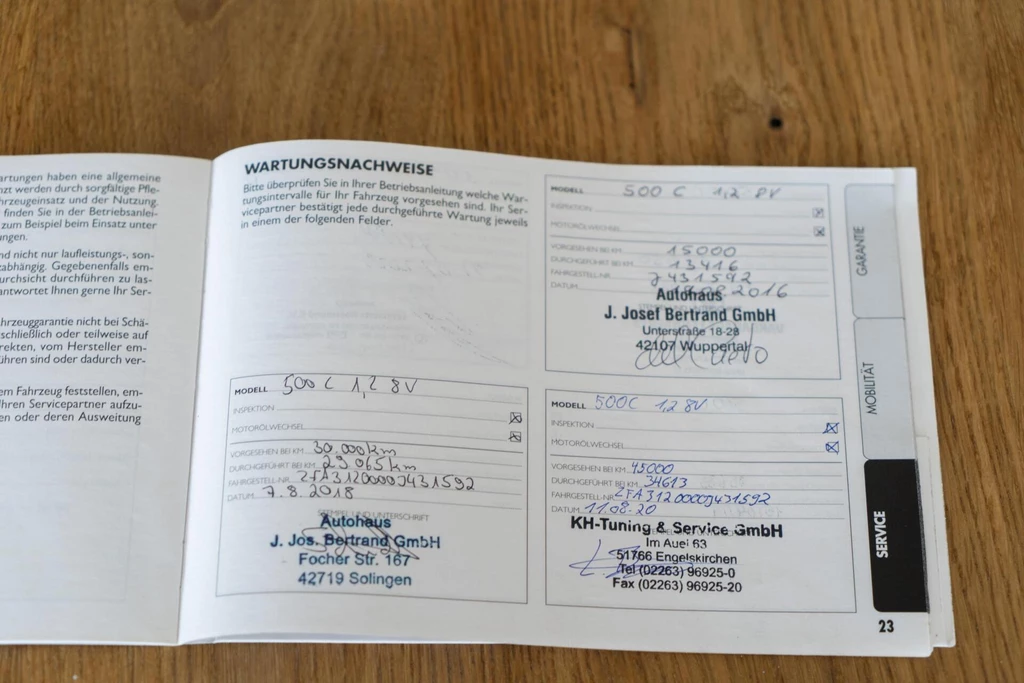 artungen haben eine allgemeine
nzt werden durch sorgfältige Pfle-
hrzeugeinsatz und der Nutzung.
finden Sie in der Betriebsanlei-
zum Beispiel beim Einsatz unter
ngen.
nd nicht nur laufleistungs-, son-
zabhängig. Gegebenenfalls em-
urchsicht durchführen zu las-
antwortet Ihnen gerne Ihr Ser-
hrzeuggarantie nicht bei Schä-
schließlich oder teilweise auf
rekten, vom Hersteller em-
ühren sind oder dadurch ver-
em Fahrzeug feststellen, em-
Ihren Servicepartner aufzu-
en oder deren Ausweitung
WARTUNGSNACHWEISE
Bitte überprüfen Sie in Ihrer Betriebsanleitung welche War-
tungsintervalle für Ihr Fahrzeug vorgesehen sind. Ihr Ser-
vicepartner bestätigt jede durchgeführte Wartung jeweils
in einem der folgenden Felder.
MODELL 500 C 1,2 8V
INSPEKTION
MOTORÖLWECHSEL
VORGESEHEN BEI KM 15000
DURCHGEFÜHRT BEI KM 13416
FAHRGESTELL-NR. J431592
DATUM 08.2016
Autohaus
J. Josef Bertrand GmbH
Unterstraße 18-28
42107 Wuppertal
MODELL 500 C 1,2 8V
INSPEKTION
MOTORÖLWECHSEL
VORGESEHEN BEI KM 30.000km
DURCHGEFÜHRT BEI KM 29065km
FAHRGESTELL-NR. ZFA3120000J431592
DATUM 7.8.2018
STEMPEL UND UNTERSCHRIFT
Autohaus
J. Jos. Bertrand GmbH
Focher Str. 167
42719 Solingen
MODELL 500C 1,2 8V
INSPEKTION
MOTORÖLWECHSEL
VORGESEHEN BEI KM 45000
DURCHGEFÜHRT BEI KM 34613
FAHRGESTELL-NR. ZFA3120000J431592
DATUM 11.08.20
KH-Tuning & Service GmbH
Im Auel 63
51766 Engelskirchen
Tel (02263) 96925-0
Fax (02263) 96925-20
GARANTIE
MOBILITÄT
SERVICE
23